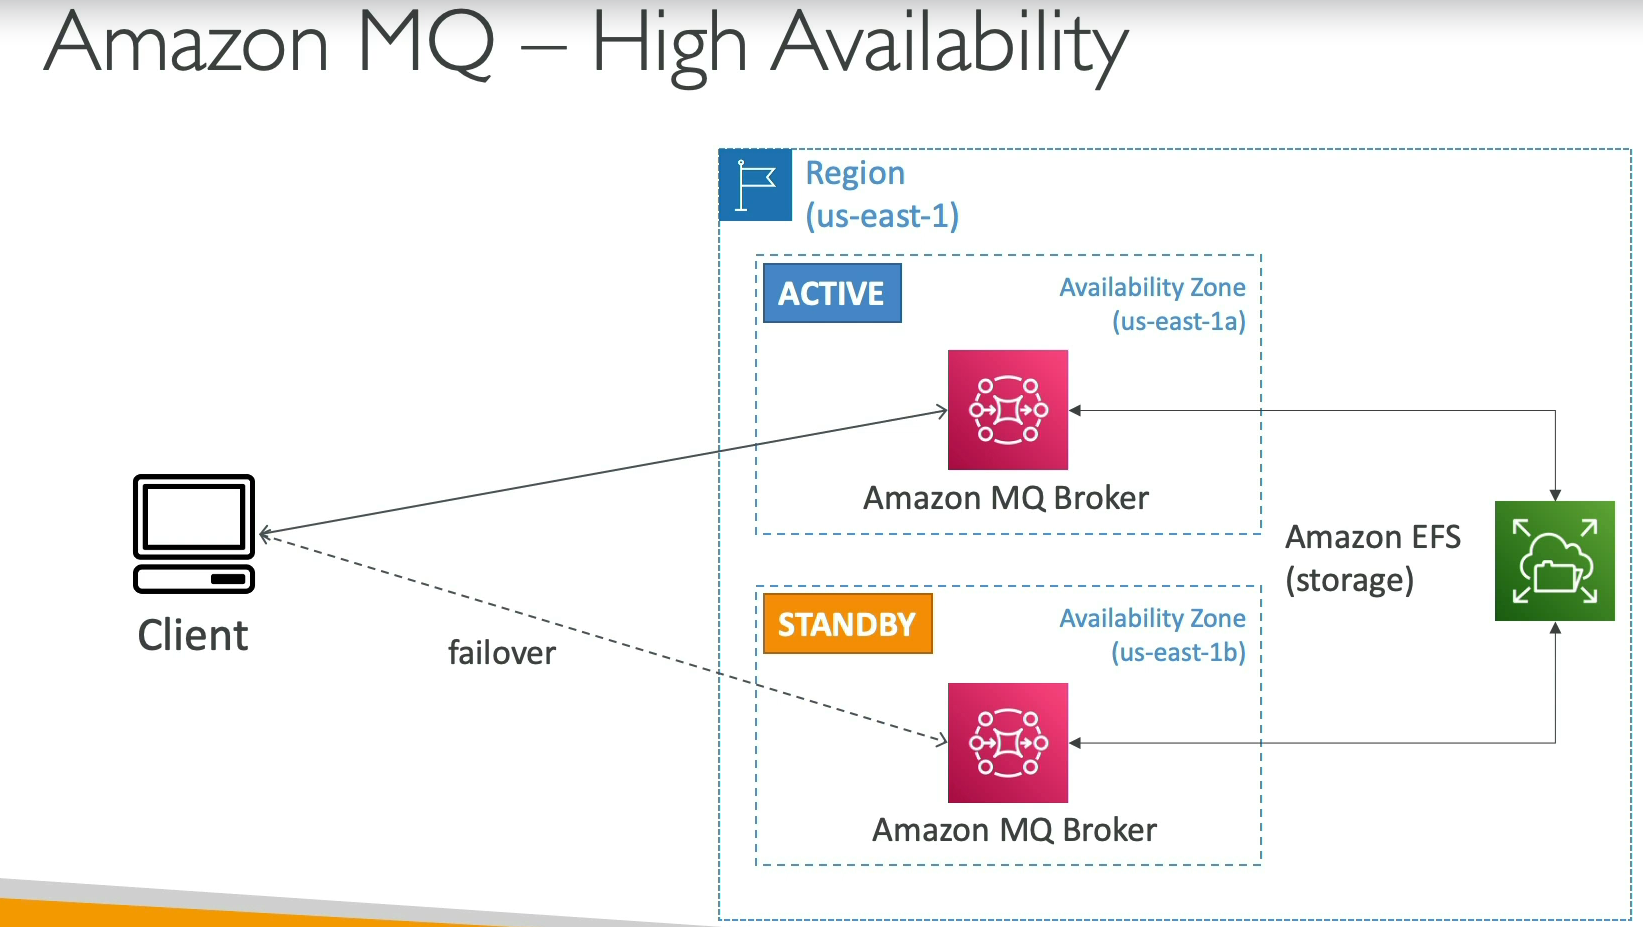 Amazon MQ – High Availability
Region
(us-east-1)
ACTIVE
Availability Zone
(us-east-1a)
Amazon MQ Broker
Amazon EFS
(storage)
Client
failover
STANDBY
Availability Zone
(us-east-1b)
Amazon MQ Broker